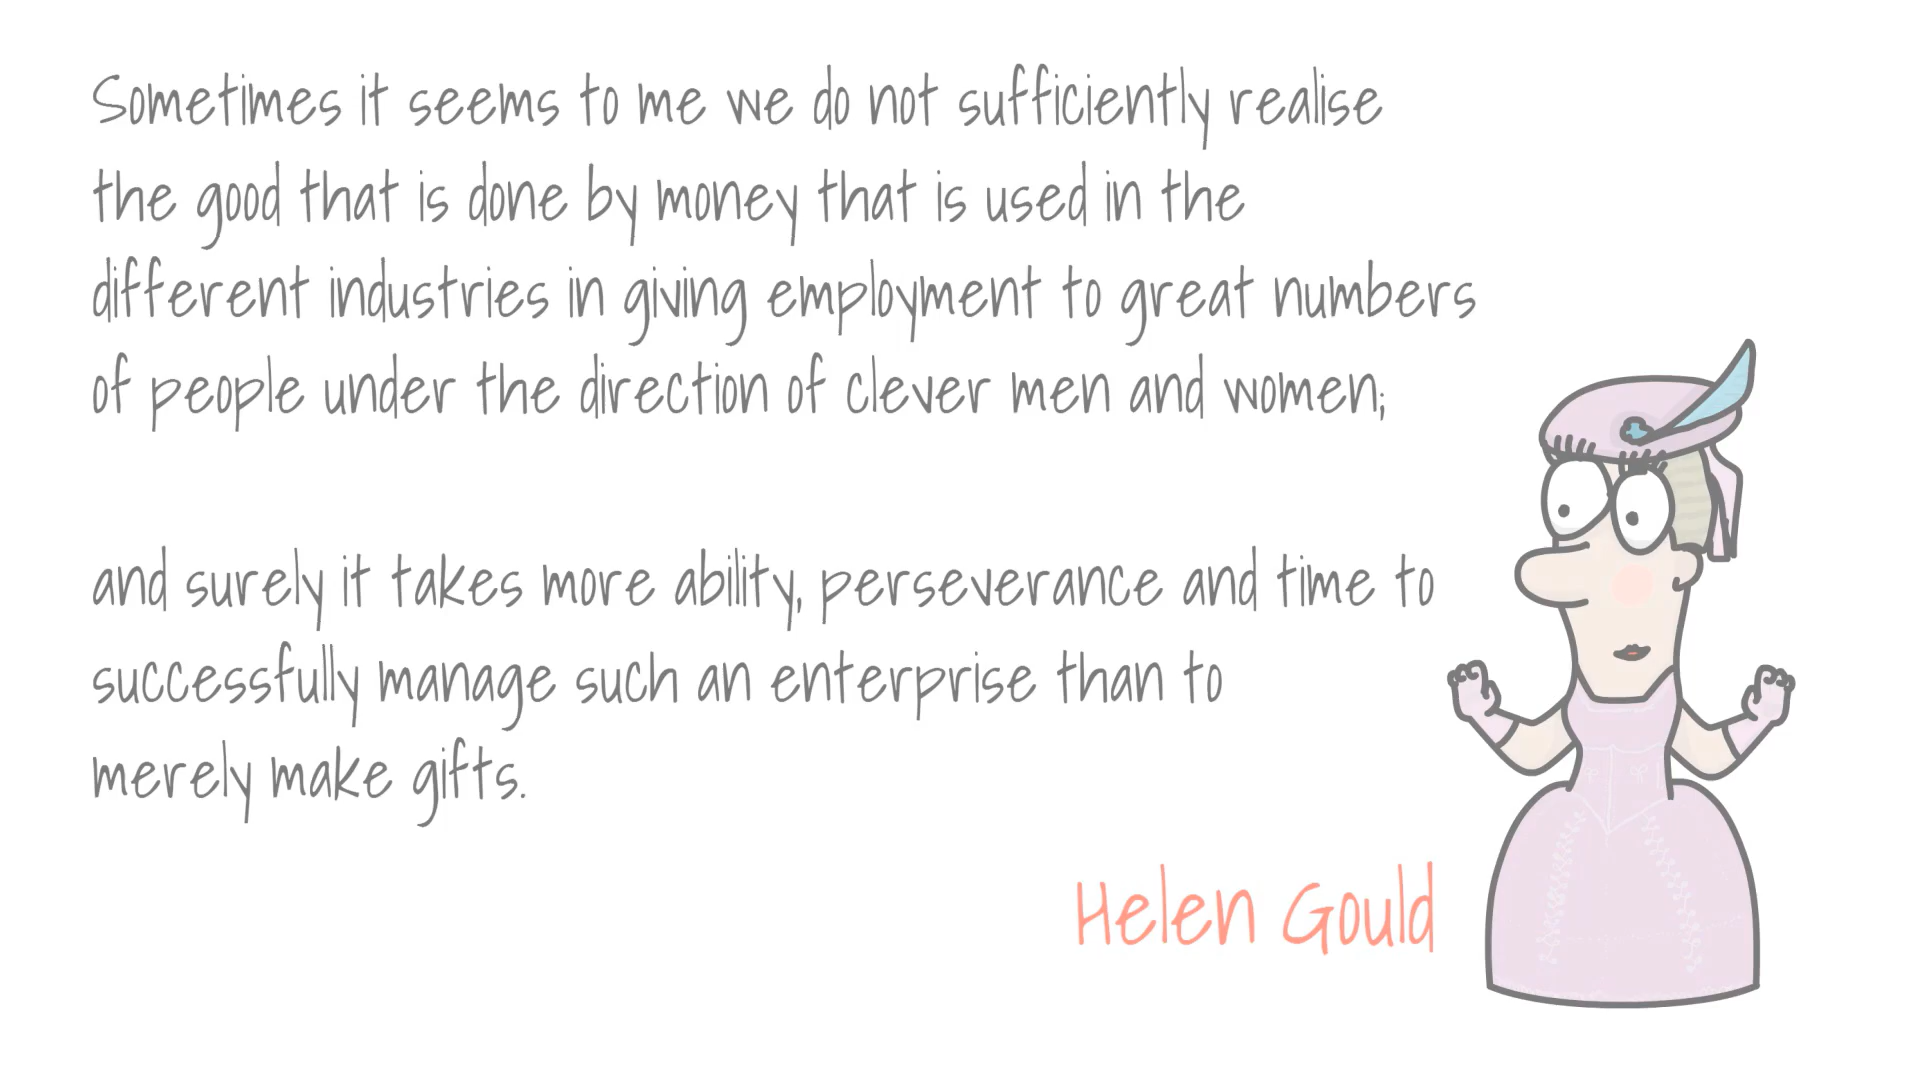 Sometimes it seems to me we do not sufficiently realise
the good that is done by money that is used in the
different industries in giving employment to great numbers
of people under the direction of clever men and women;
and surely it takes more ability, perseverance and time to
successfully manage such an enterprise than to
merely make gifts.
Helen Gould